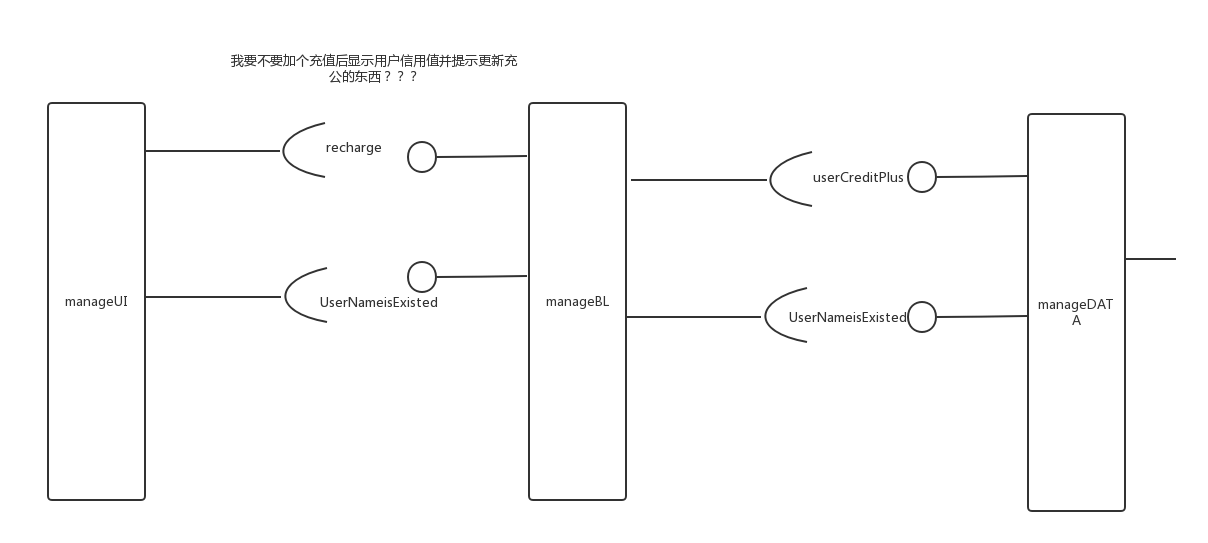 我要不要加个充值后显示用户信用值并提示更新充
公的东西？？？
recharge
userCreditPlus
manageUI
UserNameisExisted
manageBL
UserNameisExisted
manageDAT
A